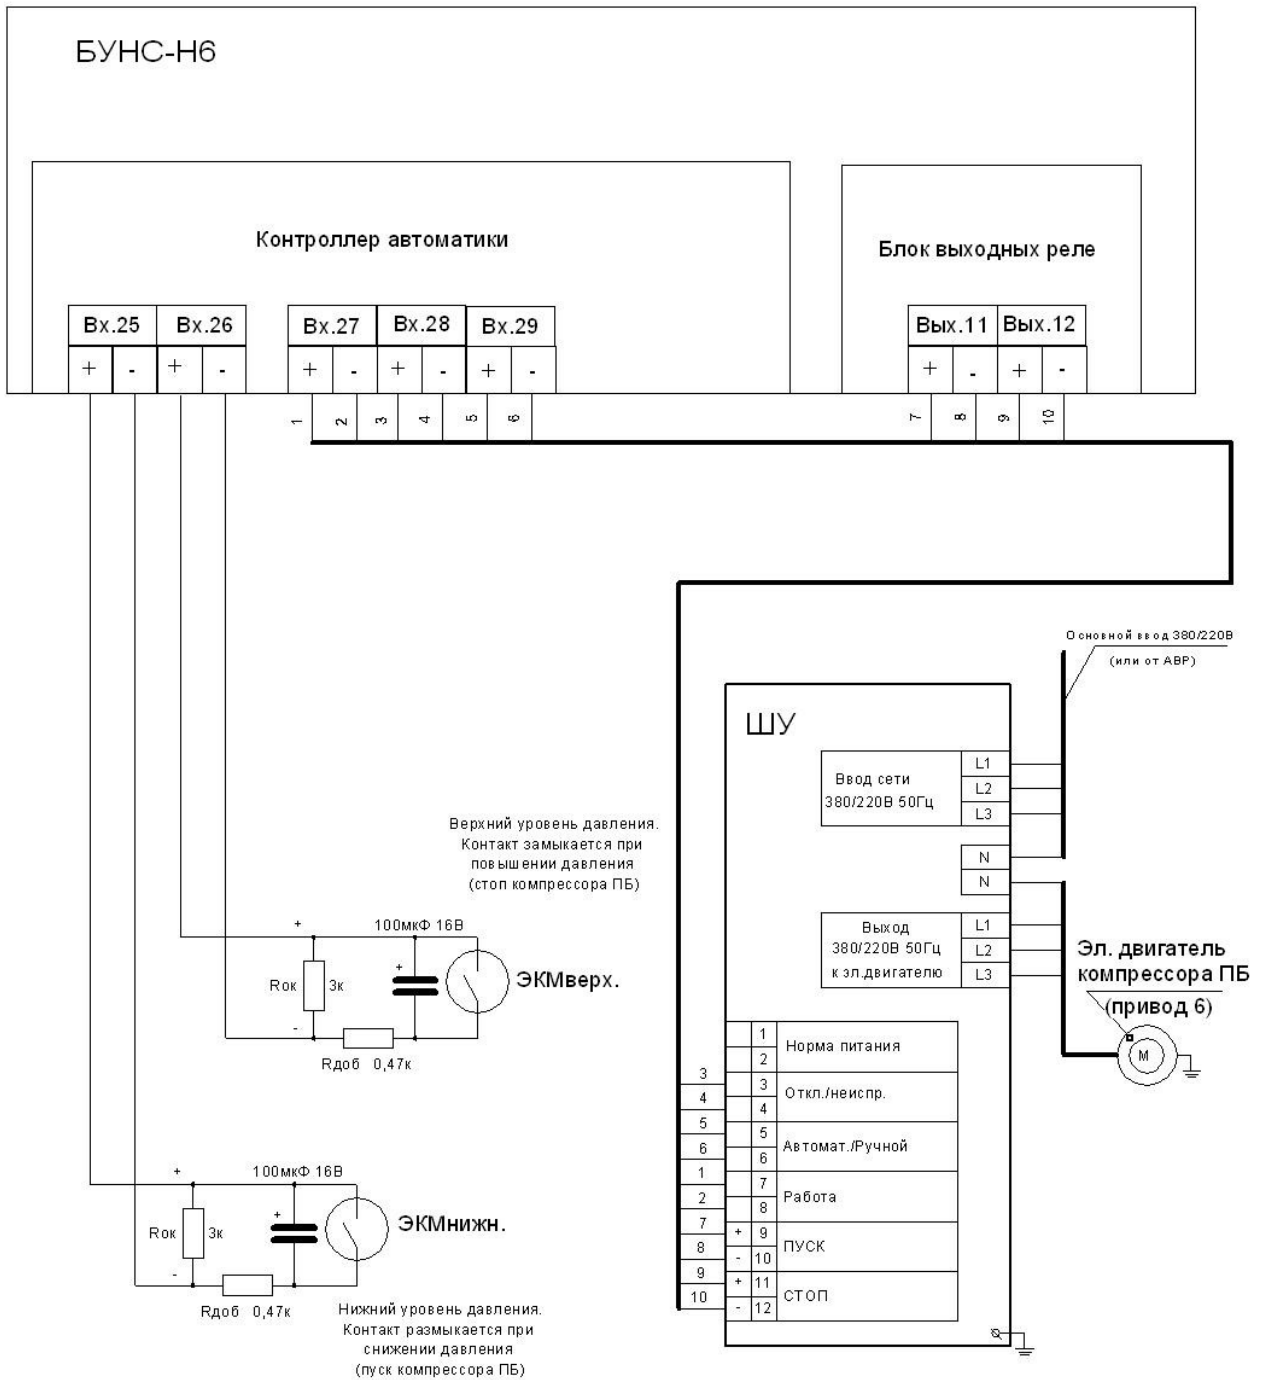 БУНС-Н6
Контроллер автоматики
Блок выходных реле
Вх.25 Вх.26 Вх.27 Вх.28 Вх.29 Вых.11 Вых.12
+ - + - + - + - + - + - + -
1 2 3 4 5 6 7 8 9 10
Основной ввод 380/220В
(или от АВР)
ШУ
Ввод сети
380/220В 50Гц
L1
L2
L3
N
N
Выход
380/220В 50Гц
к эл.двигателю
L1
L2
L3
Эл. двигатель
компрессора ПБ
(привод 6)
М
Верхний уровень давления.
Контакт замыкается при
повышении давления
(стоп компрессора ПБ)
+ 100мкФ 16В
+
Rок 3к
ЭКМверх.
-
Rдоб 0,47к
+ 100мкФ 16В
+
Rок 3к
ЭКМнижн.
-
Rдоб 0,47к
Нижний уровень давления.
Контакт размыкается при
снижении давления
(пуск компрессора ПБ)
3
4
5
6
1
2
7
8
9
10
1
2
Норма питания
3
4
Откл./неиспр.
5
6
Автомат./Ручной
7
8
Работа
+ 9
- 10
ПУСК
+ 11
- 12
СТОП